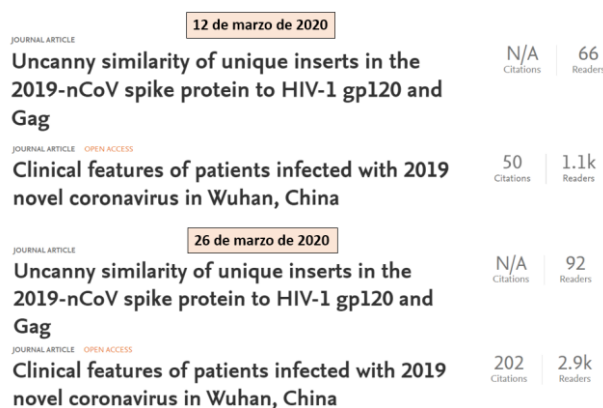 12 de marzo de 2020
JOURNAL ARTICLE
Uncanny similarity of unique inserts in the
2019-nCoV spike protein to HIV-1 gp120 and
Gag
N/A 66
Citations Readers
JOURNAL ARTICLE OPEN ACCESS
Clinical features of patients infected with 2019
novel coronavirus in Wuhan, China
50 1.1k
Citations Readers
26 de marzo de 2020
JOURNAL ARTICLE
Uncanny similarity of unique inserts in the
2019-nCoV spike protein to HIV-1 gp120 and
Gag
N/A 92
Citations Readers
JOURNAL ARTICLE OPEN ACCESS
Clinical features of patients infected with 2019
novel coronavirus in Wuhan, China
202 2.9k
Citations Readers